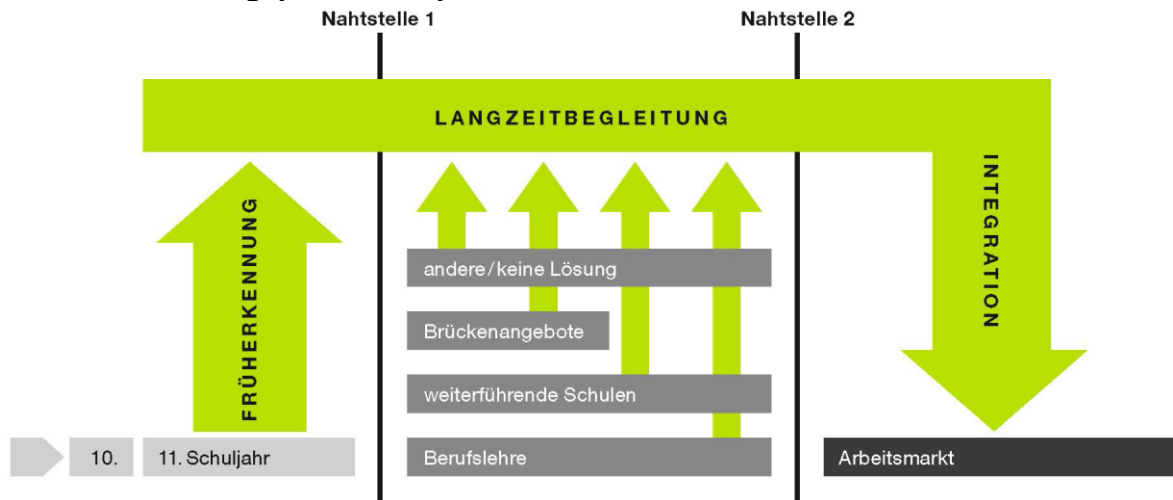 Nahtstelle 1
Nahtstelle 2
LANGZEITBEGLEITUNG
FRÜHERKENNUNG
INTEGRATION
andere/keine Lösung
Brückenangebote
weiterführende Schulen
Berufslehre
10.
11. Schuljahr
Arbeitsmarkt